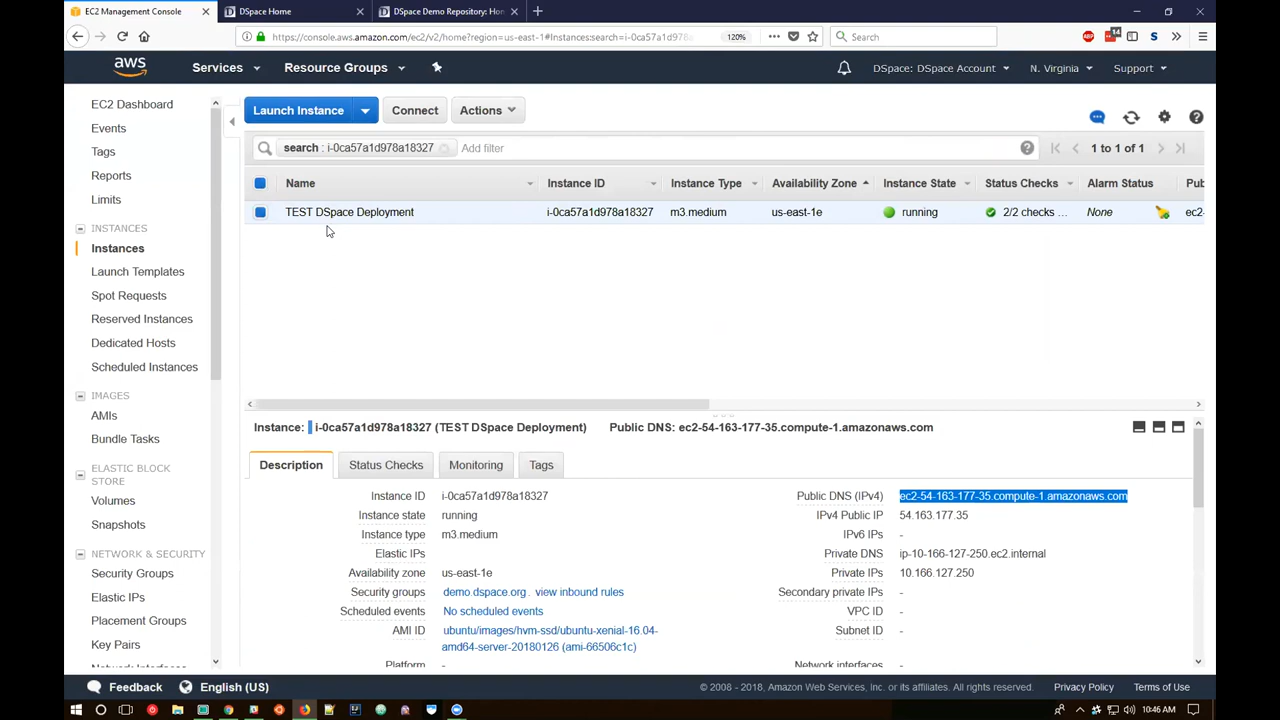 EC2 Management Console
DSpace Home
DSpace Demo Repository: Hom
https://console.aws.amazon.com/ec2/v2/home?region=us-east-1#Instances:search=i-0ca57a1d978a
120%
Search
14
aws
Services
Resource Groups
DSpace: DSpace Account
N. Virginia
Support
EC2 Dashboard
Events
Tags
Reports
Limits
INSTANCES
Instances
Launch Templates
Spot Requests
Reserved Instances
Dedicated Hosts
Scheduled Instances
IMAGES
AMIs
Bundle Tasks
ELASTIC BLOCK
STORE
Volumes
Snapshots
NETWORK & SECURITY
Security Groups
Elastic IPs
Placement Groups
Key Pairs
Network Interfaces
Launch Instance
Connect
Actions
search : i-0ca57a1d978a18327
Add filter
1 to 1 of 1
Name
Instance ID
Instance Type
Availability Zone
Instance State
Status Checks
Alarm Status
Pub
TEST DSpace Deployment
i-0ca57a1d978a18327
m3.medium
us-east-1e
running
2/2 checks ...
None
ec2-
Instance: i-0ca57a1d978a18327 (TEST DSpace Deployment)
Public DNS: ec2-54-163-177-35.compute-1.amazonaws.com
Description
Status Checks
Monitoring
Tags
Instance ID i-0ca57a1d978a18327
Instance state running
Instance type m3.medium
Elastic IPs
Availability zone us-east-1e
Security groups demo.dspace.org. view inbound rules
Scheduled events No scheduled events
AMI ID ubuntu/images/hvm-ssd/ubuntu-xenial-16.04-
amd64-server-20180126 (ami-66506c1c)
Platform -
Public DNS (IPv4) ec2-54-163-177-35.compute-1.amazonaws.com
IPv4 Public IP 54.163.177.35
IPv6 IPs -
Private DNS ip-10-166-127-250.ec2.internal
Private IPs 10.166.127.250
Secondary private IPs -
VPC ID -
Subnet ID -
Network interfaces
Feedback
English (US)
© 2008 - 2018, Amazon Web Services, Inc. or its affiliates. All rights reserved.
Privacy Policy
Terms of Use
10:46 AM